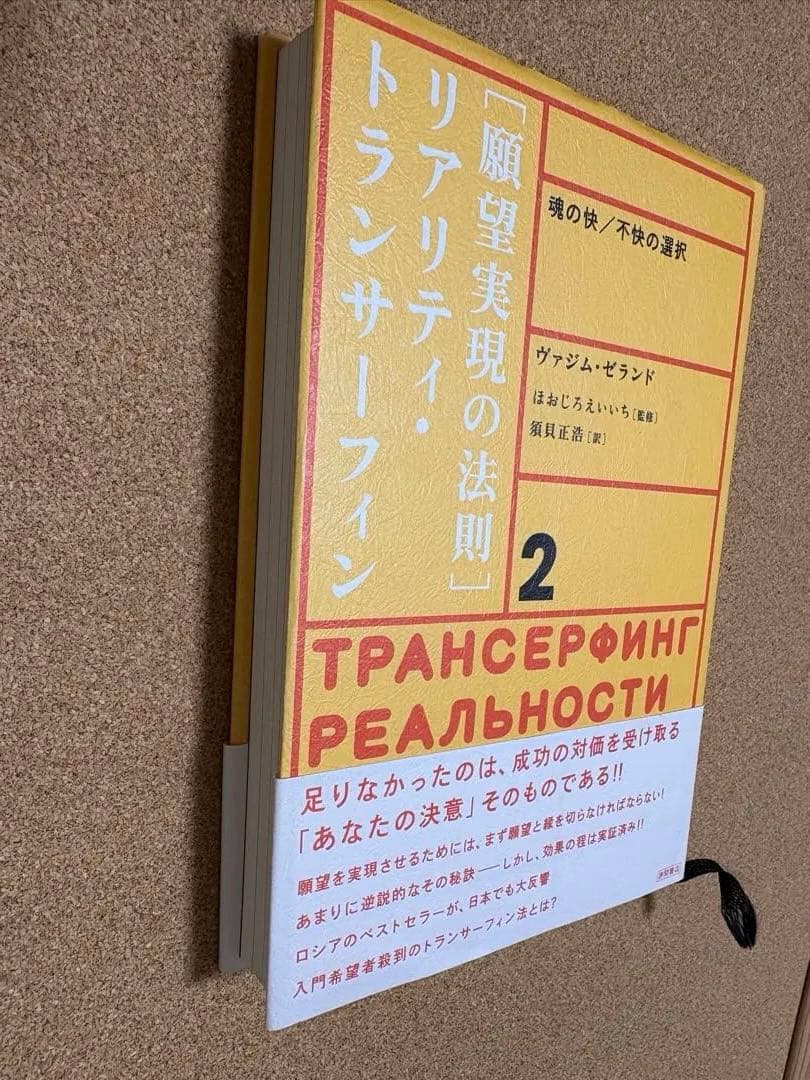 [願望実現の法則]
リアリティ・
トランサーフィン
魂の快／不快の選択
ヴァジム・ゼランド
ほおじろえいいち[監修]
須貝正浩[訳]
2
ТРАНСЕРФИНГ
РЕАЛЬНОСТИ
足りなかったのは、成功の対価を受け取る
「あなたの決意」そのものである!!
願望を実現させるためには、まず願望と縁を切らなければならない!
あまりに逆説的なその秘訣──しかし、効果の程は実証済み!!
ロシアのベストセラーが、日本でも大反響
入門希望者殺到のトランサーフィン法とは?
徳間書店